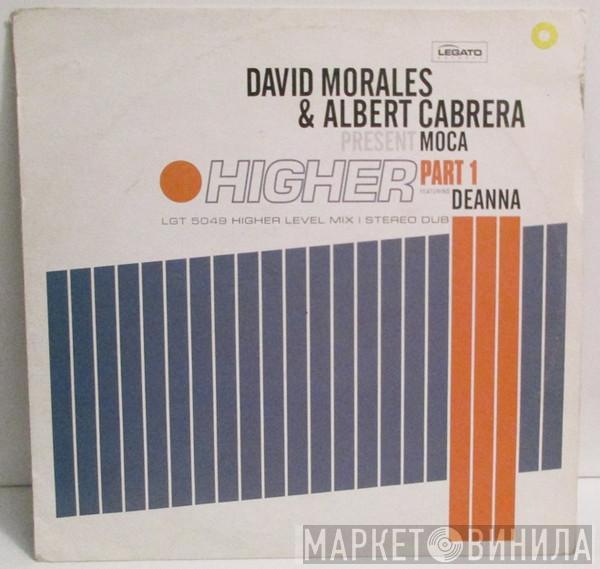 LEGATO
DAVID MORALES
& ALBERT CABRERA
PRESENT MOCA
HIGHER PART 1
FEATURING DEANNA
LGT 5049 HIGHER LEVEL MIX | STEREO DUB
МАРКЕТ ВИНИЛА